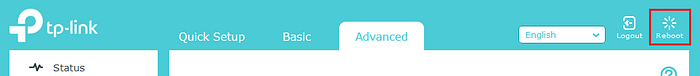 tp-link
Quick Setup
Basic
Advanced
English
Logout
Reboot
Status